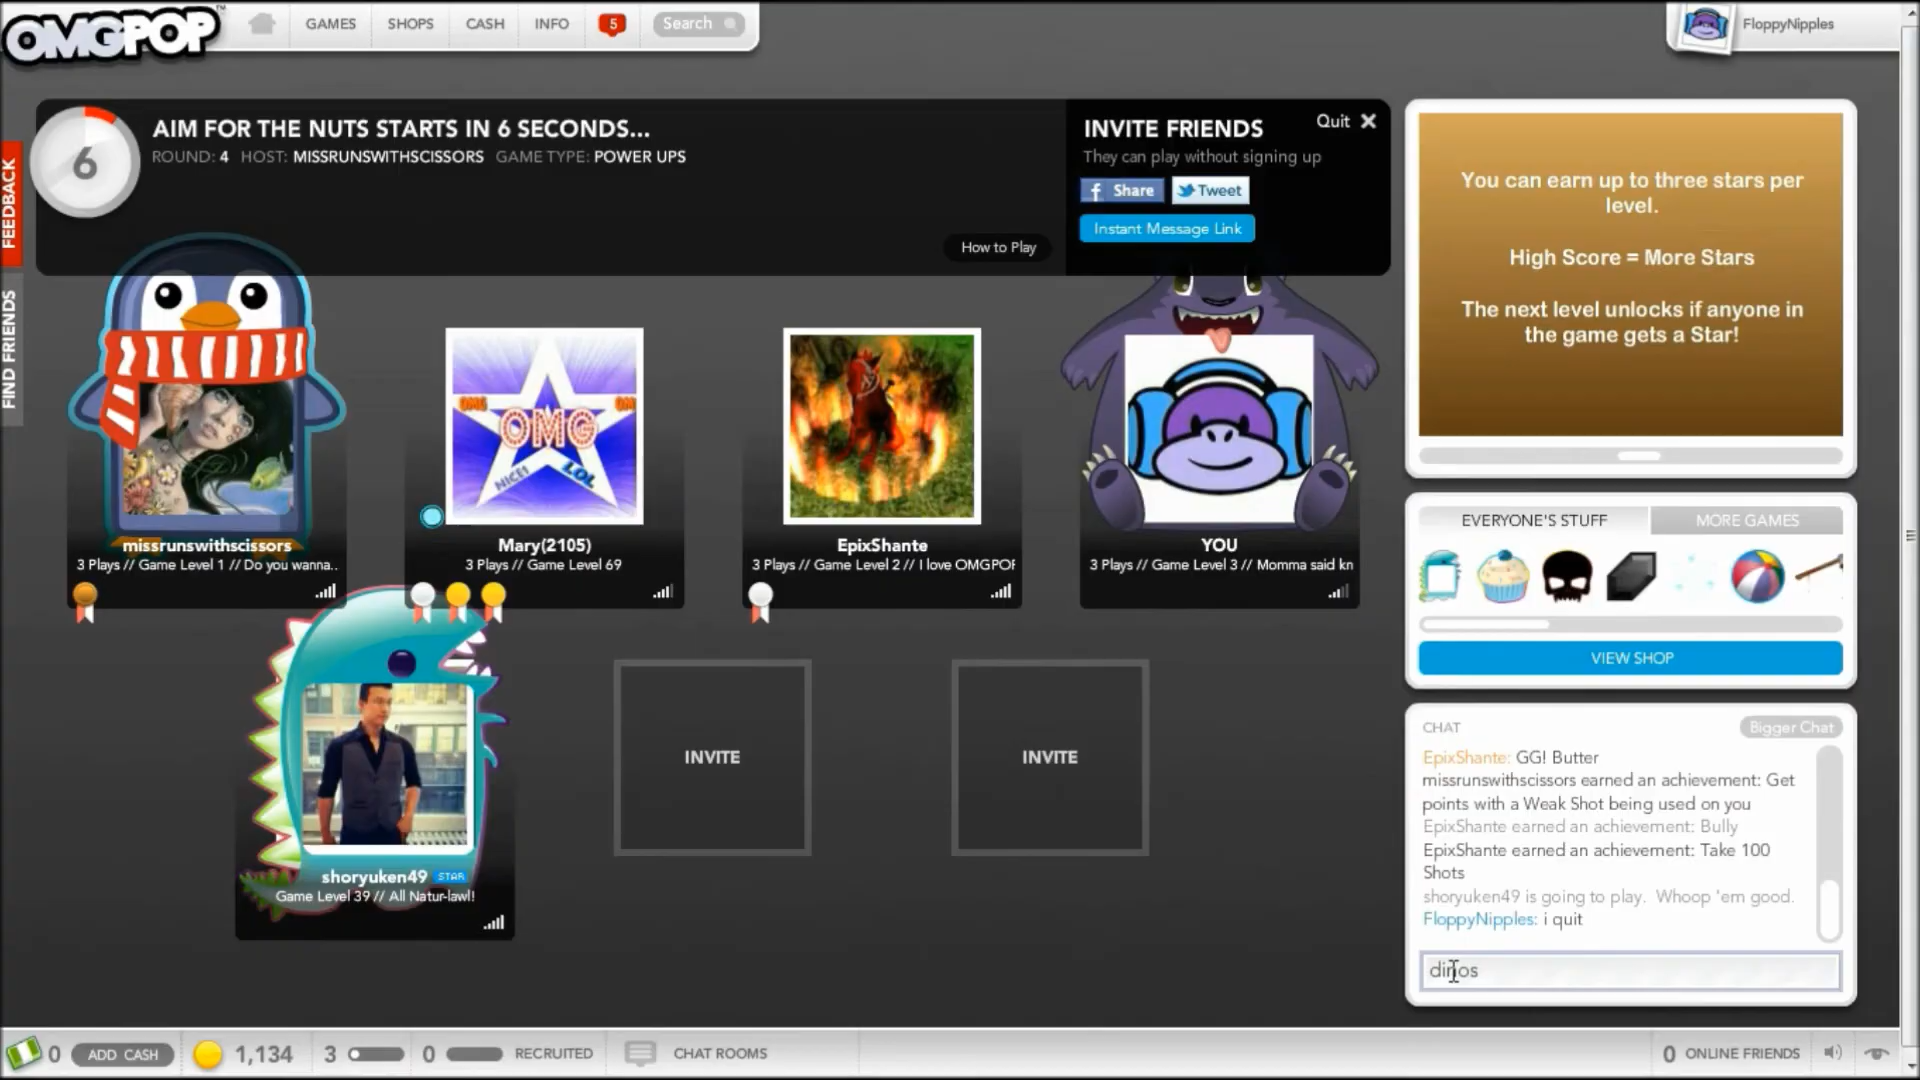 OMGPOP™
GAMES
SHOPS
CASH
INFO
5
Search
FloppyNipples
6
AIM FOR THE NUTS STARTS IN 6 SECONDS...
ROUND: 4 HOST: MISSRUNSWITHSCISSORS GAME TYPE: POWER UPS
How to Play
INVITE FRIENDS
Quit
They can play without signing up
f Share
Tweet
Instant Message Link
FEEDBACK
FIND FRIENDS
You can earn up to three stars per
level.
High Score = More Stars
The next level unlocks if anyone in
the game gets a Star!
OMG
OMG
NICE!
LOL
missrunswithscissors
3 Plays // Game Level 1 // Do you wanna..
Mary(2105)
3 Plays // Game Level 69
EpixShante
3 Plays // Game Level 2 // I love OMGPOP
YOU
3 Plays // Game Level 3 // Momma said kn
EVERYONE'S STUFF
MORE GAMES
VIEW SHOP
shoryuken49 STAR
Game Level 39 // All Natur-lawl!
INVITE
INVITE
CHAT
Bigger Chat
EpixShante: GG! Butter
missrunswithscissors earned an achievement: Get
points with a Weak Shot being used on you
EpixShante earned an achievement: Bully
EpixShante earned an achievement: Take 100
Shots
shoryuken49 is going to play. Whoop 'em good.
FloppyNipples: i quit
dinos
0
ADD CASH
1,134
3
0
RECRUITED
CHAT ROOMS
0 ONLINE FRIENDS